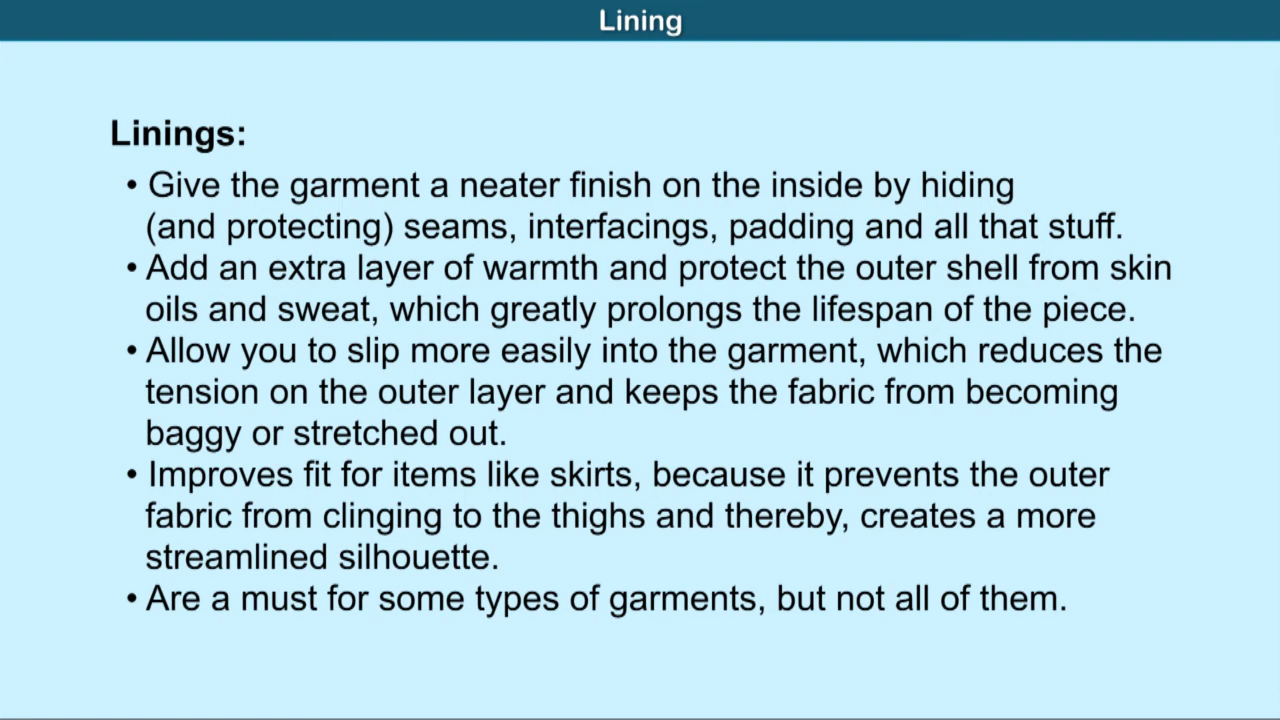 Lining
Linings:
• Give the garment a neater finish on the inside by hiding
(and protecting) seams, interfacings, padding and all that stuff.
• Add an extra layer of warmth and protect the outer shell from skin
oils and sweat, which greatly prolongs the lifespan of the piece.
• Allow you to slip more easily into the garment, which reduces the
tension on the outer layer and keeps the fabric from becoming
baggy or stretched out.
• Improves fit for items like skirts, because it prevents the outer
fabric from clinging to the thighs and thereby, creates a more
streamlined silhouette.
• Are a must for some types of garments, but not all of them.